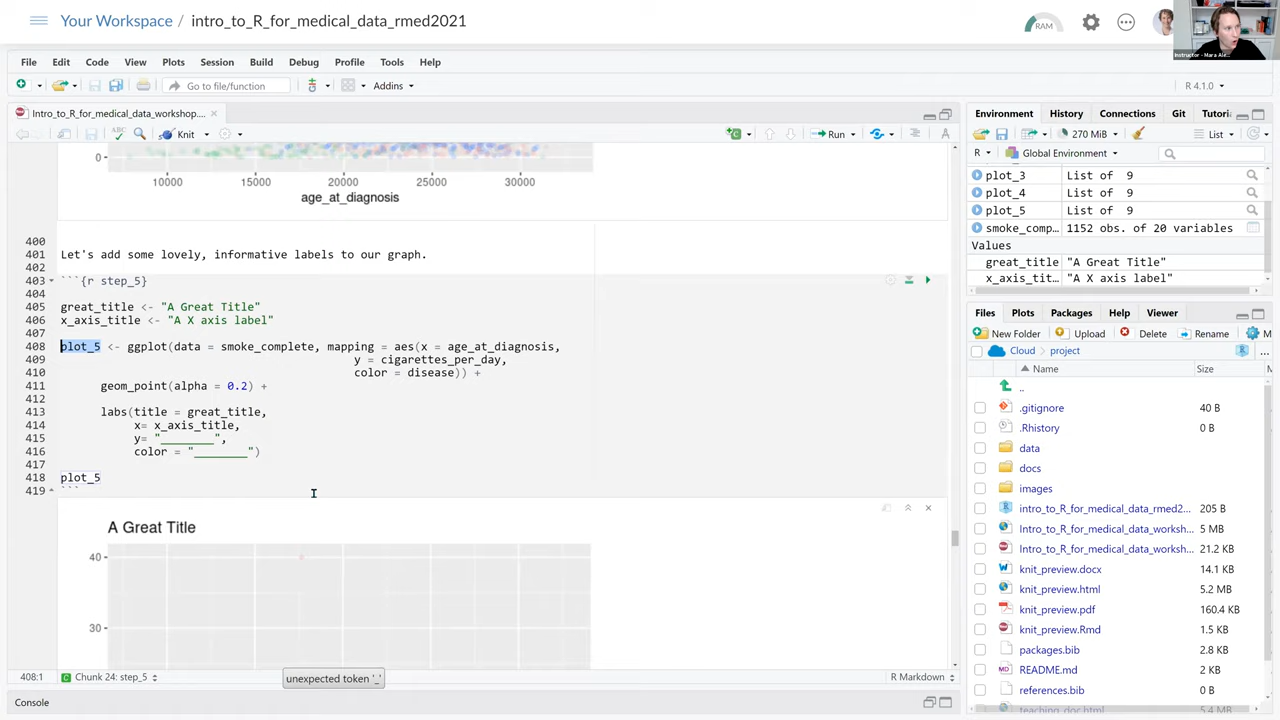 Your Workspace / intro_to_R_for_medical_data_rmed2021
RAM
Instructor - Mara Ale...
File Edit Code View Plots Session Build Debug Profile Tools Help
Go to file/function
Addins
R 4.1.0
Intro_to_R_for_medical_data_workshop....
ABC
Knit
Run
0
10000 15000 20000 25000 30000
age_at_diagnosis
400
401 Let's add some lovely, informative labels to our graph.
402
403 ```{r step_5}
404
405 great_title <- "A Great Title"
406 x_axis_title <- "A X axis label"
407
408 plot_5 <- ggplot(data = smoke_complete, mapping = aes(x = age_at_diagnosis,
409 y = cigarettes_per_day,
410 color = disease)) +
411 geom_point(alpha = 0.2) +
412
413 labs(title = great_title,
414 x= x_axis_title,
415 y= "________",
416 color = "________")
417
418 plot_5
419 ```
A Great Title
40
30
408:1 Chunk 24: step_5 unexpected token '_' R Markdown
Console
Environment History Connections Git Tutori
270 MiB List
R Global Environment
plot_3 List of 9
plot_4 List of 9
plot_5 List of 9
smoke_comp... 1152 obs. of 20 variables
Values
great_title "A Great Title"
x_axis_tit... "A X axis label"
Files Plots Packages Help Viewer
New Folder Upload Delete Rename M
Cloud project ...
Name Size M
..
.gitignore 40 B
.Rhistory 0 B
data
docs
images
intro_to_R_for_medical_data_rmed2... 205 B
Intro_to_R_for_medical_data_worksh... 5 MB
Intro_to_R_for_medical_data_worksh... 21.2 KB
knit_preview.docx 14.1 KB
knit_preview.html 5.2 MB
knit_preview.pdf 160.4 KB
knit_preview.Rmd 1.5 KB
packages.bib 2.8 KB
README.md 2 KB
references.bib 0 B
teaching_doc.html 5.4 MB